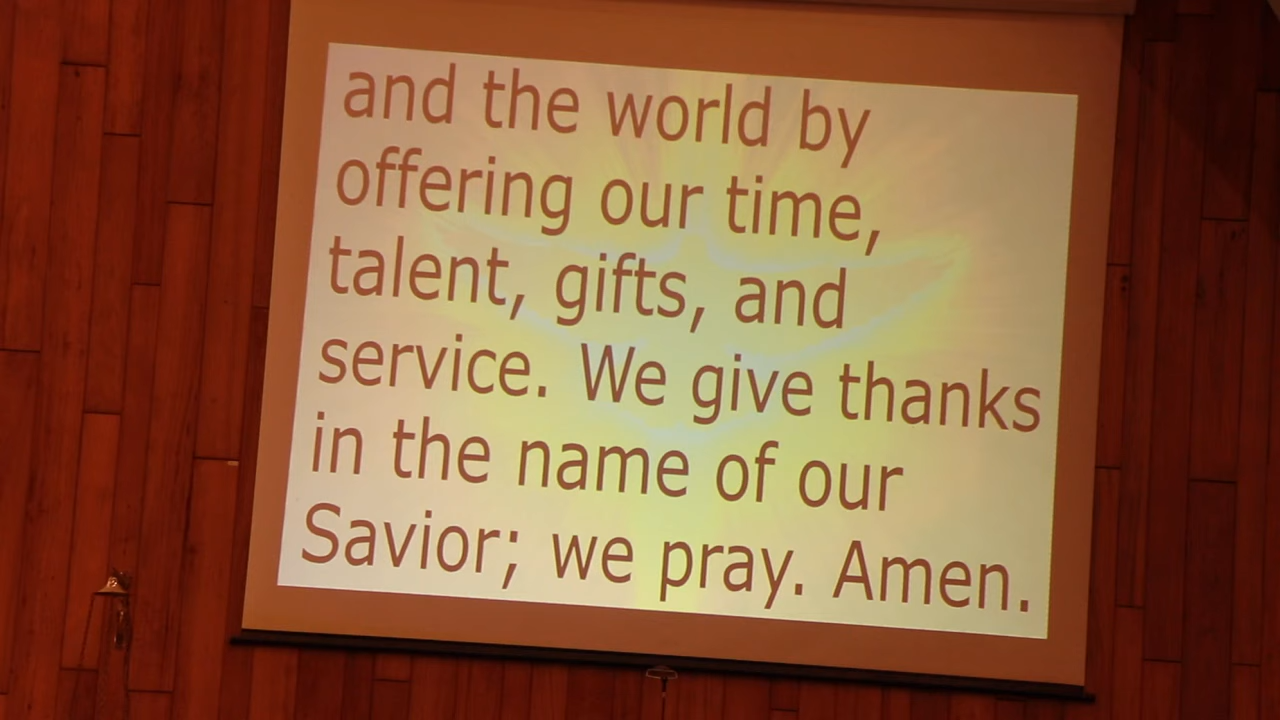 and the world by
offering our time,
talent, gifts, and
service. We give thanks
in the name of our
Savior; we pray. Amen.